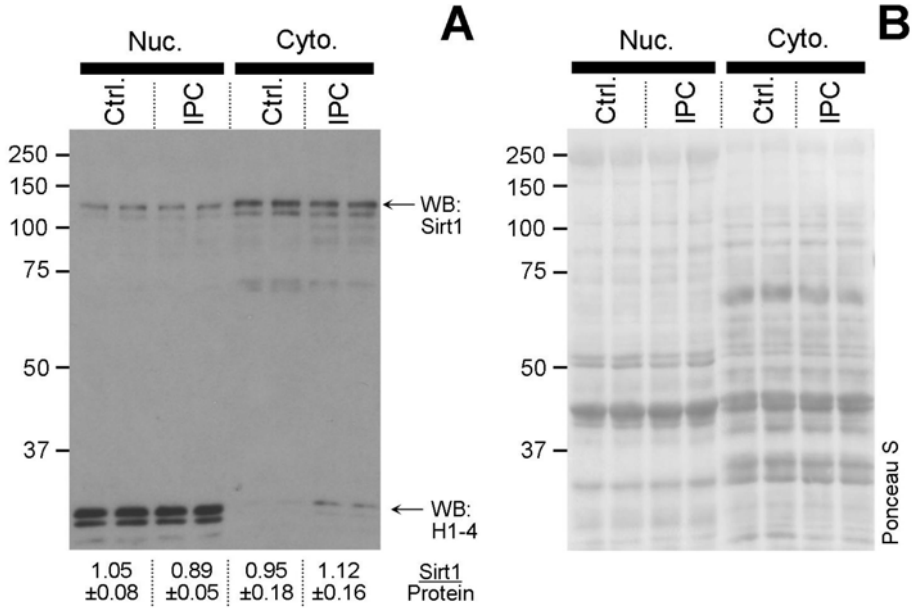 A
Nuc. Cyto.
Ctrl. IPC Ctrl. IPC
250
150
100
75
50
37
WB:
Sirt1
WB:
H1-4
1.05 0.89 0.95 1.12
±0.08 ±0.05 ±0.18 ±0.16
Sirt1
Protein
B
Nuc. Cyto.
Ctrl. IPC Ctrl. IPC
250
150
100
75
50
37
Ponceau S